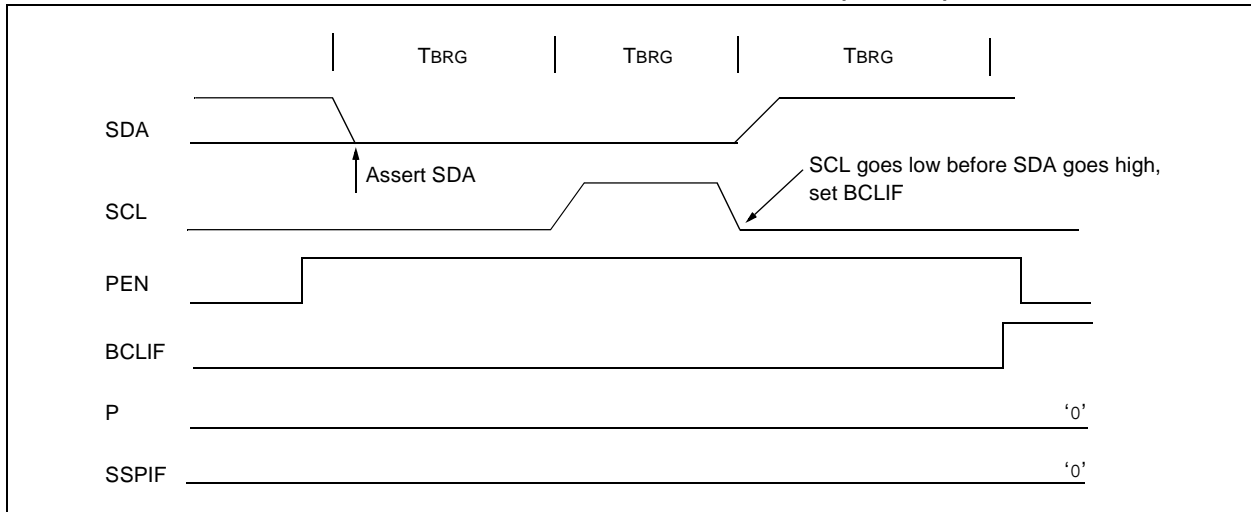 TBRG TBRG TBRG
SDA
Assert SDA
SCL goes low before SDA goes high,
set BCLIF
SCL
PEN
BCLIF
P
‘0’
SSPIF
‘0’